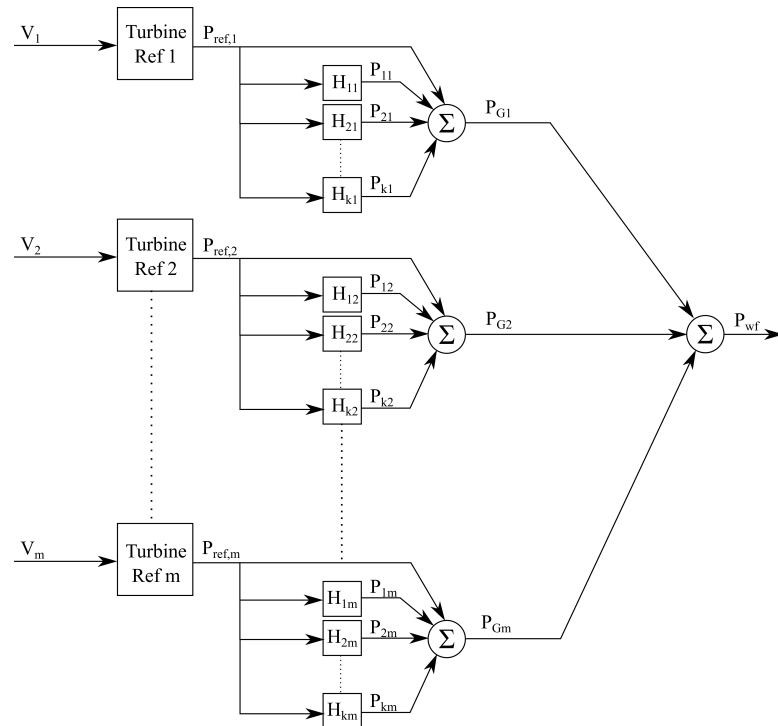 V1
Turbine
Ref 1
Pref,1
H11
P11
H21
P21
Hk1
Pk1
Σ
PG1
V2
Turbine
Ref 2
Pref,2
H12
P12
H22
P22
Hk2
Pk2
Σ
PG2
Σ
Pwf
Vm
Turbine
Ref m
Pref,m
H1m
P1m
H2m
P2m
Hkm
Pkm
Σ
PGm